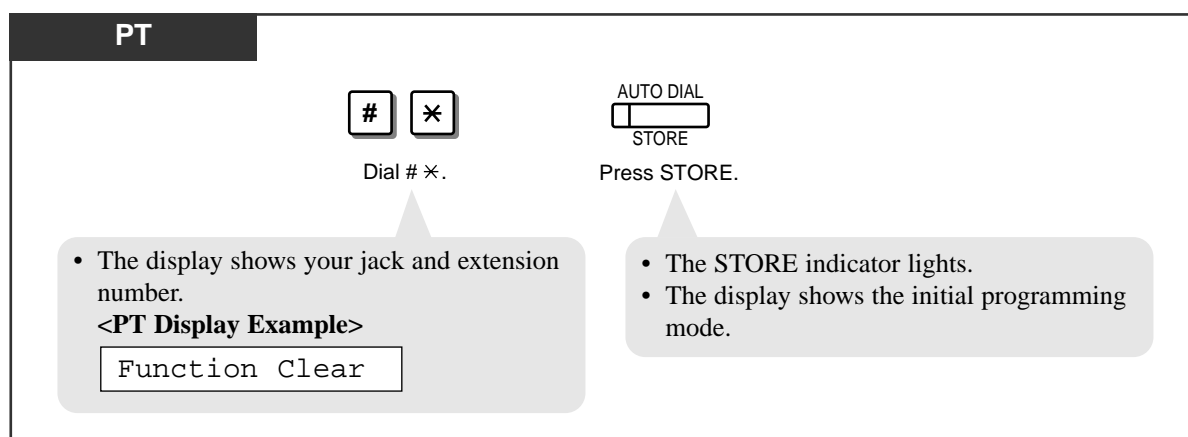 PT
# ✳
AUTO DIAL
STORE
Dial # ✳.
Press STORE.
• The display shows your jack and extension
number.
<PT Display Example>
Function Clear
• The STORE indicator lights.
• The display shows the initial programming
mode.